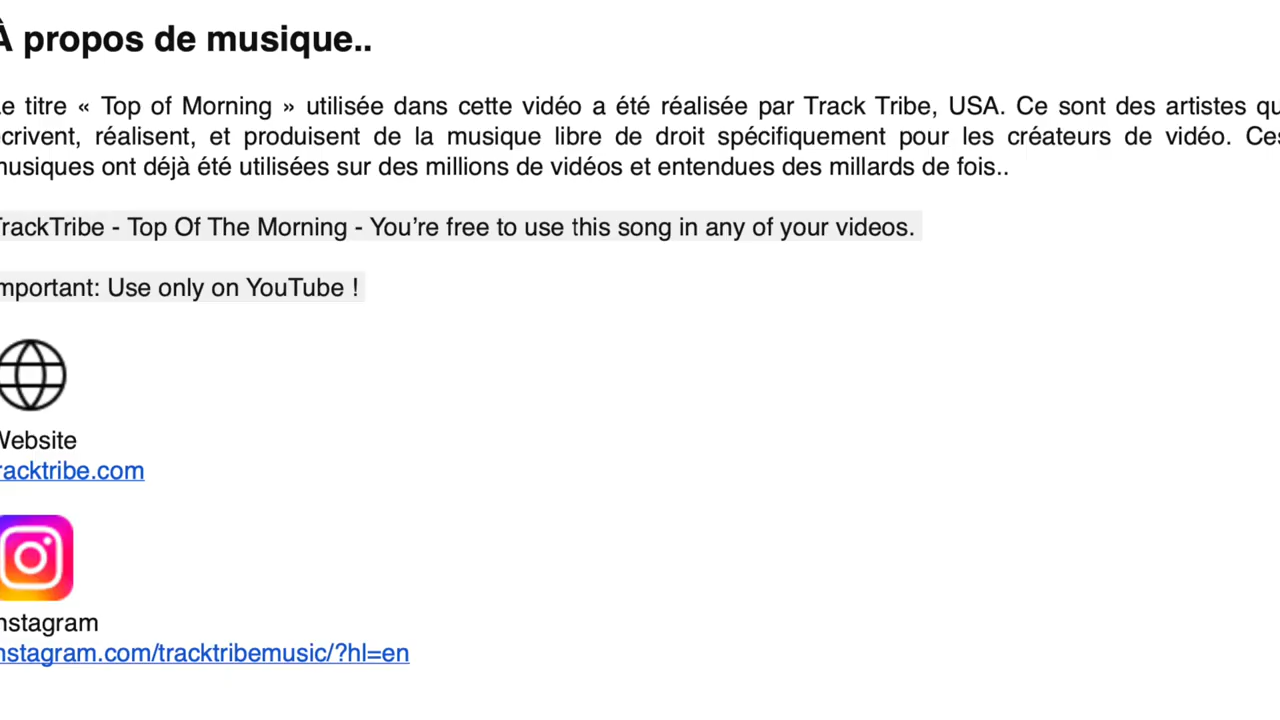 À propos de musique..
e titre « Top of Morning » utilisée dans cette vidéo a été réalisée par Track Tribe, USA. Ce sont des artistes qu
crivent, réalisent, et produisent de la musique libre de droit spécifiquement pour les créateurs de vidéo. Ces
musiques ont déjà été utilisées sur des millions de vidéos et entendues des millards de fois..
TrackTribe - Top Of The Morning - You're free to use this song in any of your videos.
mportant: Use only on YouTube !
Website
racktribe.com
nstagram
nstagram.com/tracktribemusic/?hl=en